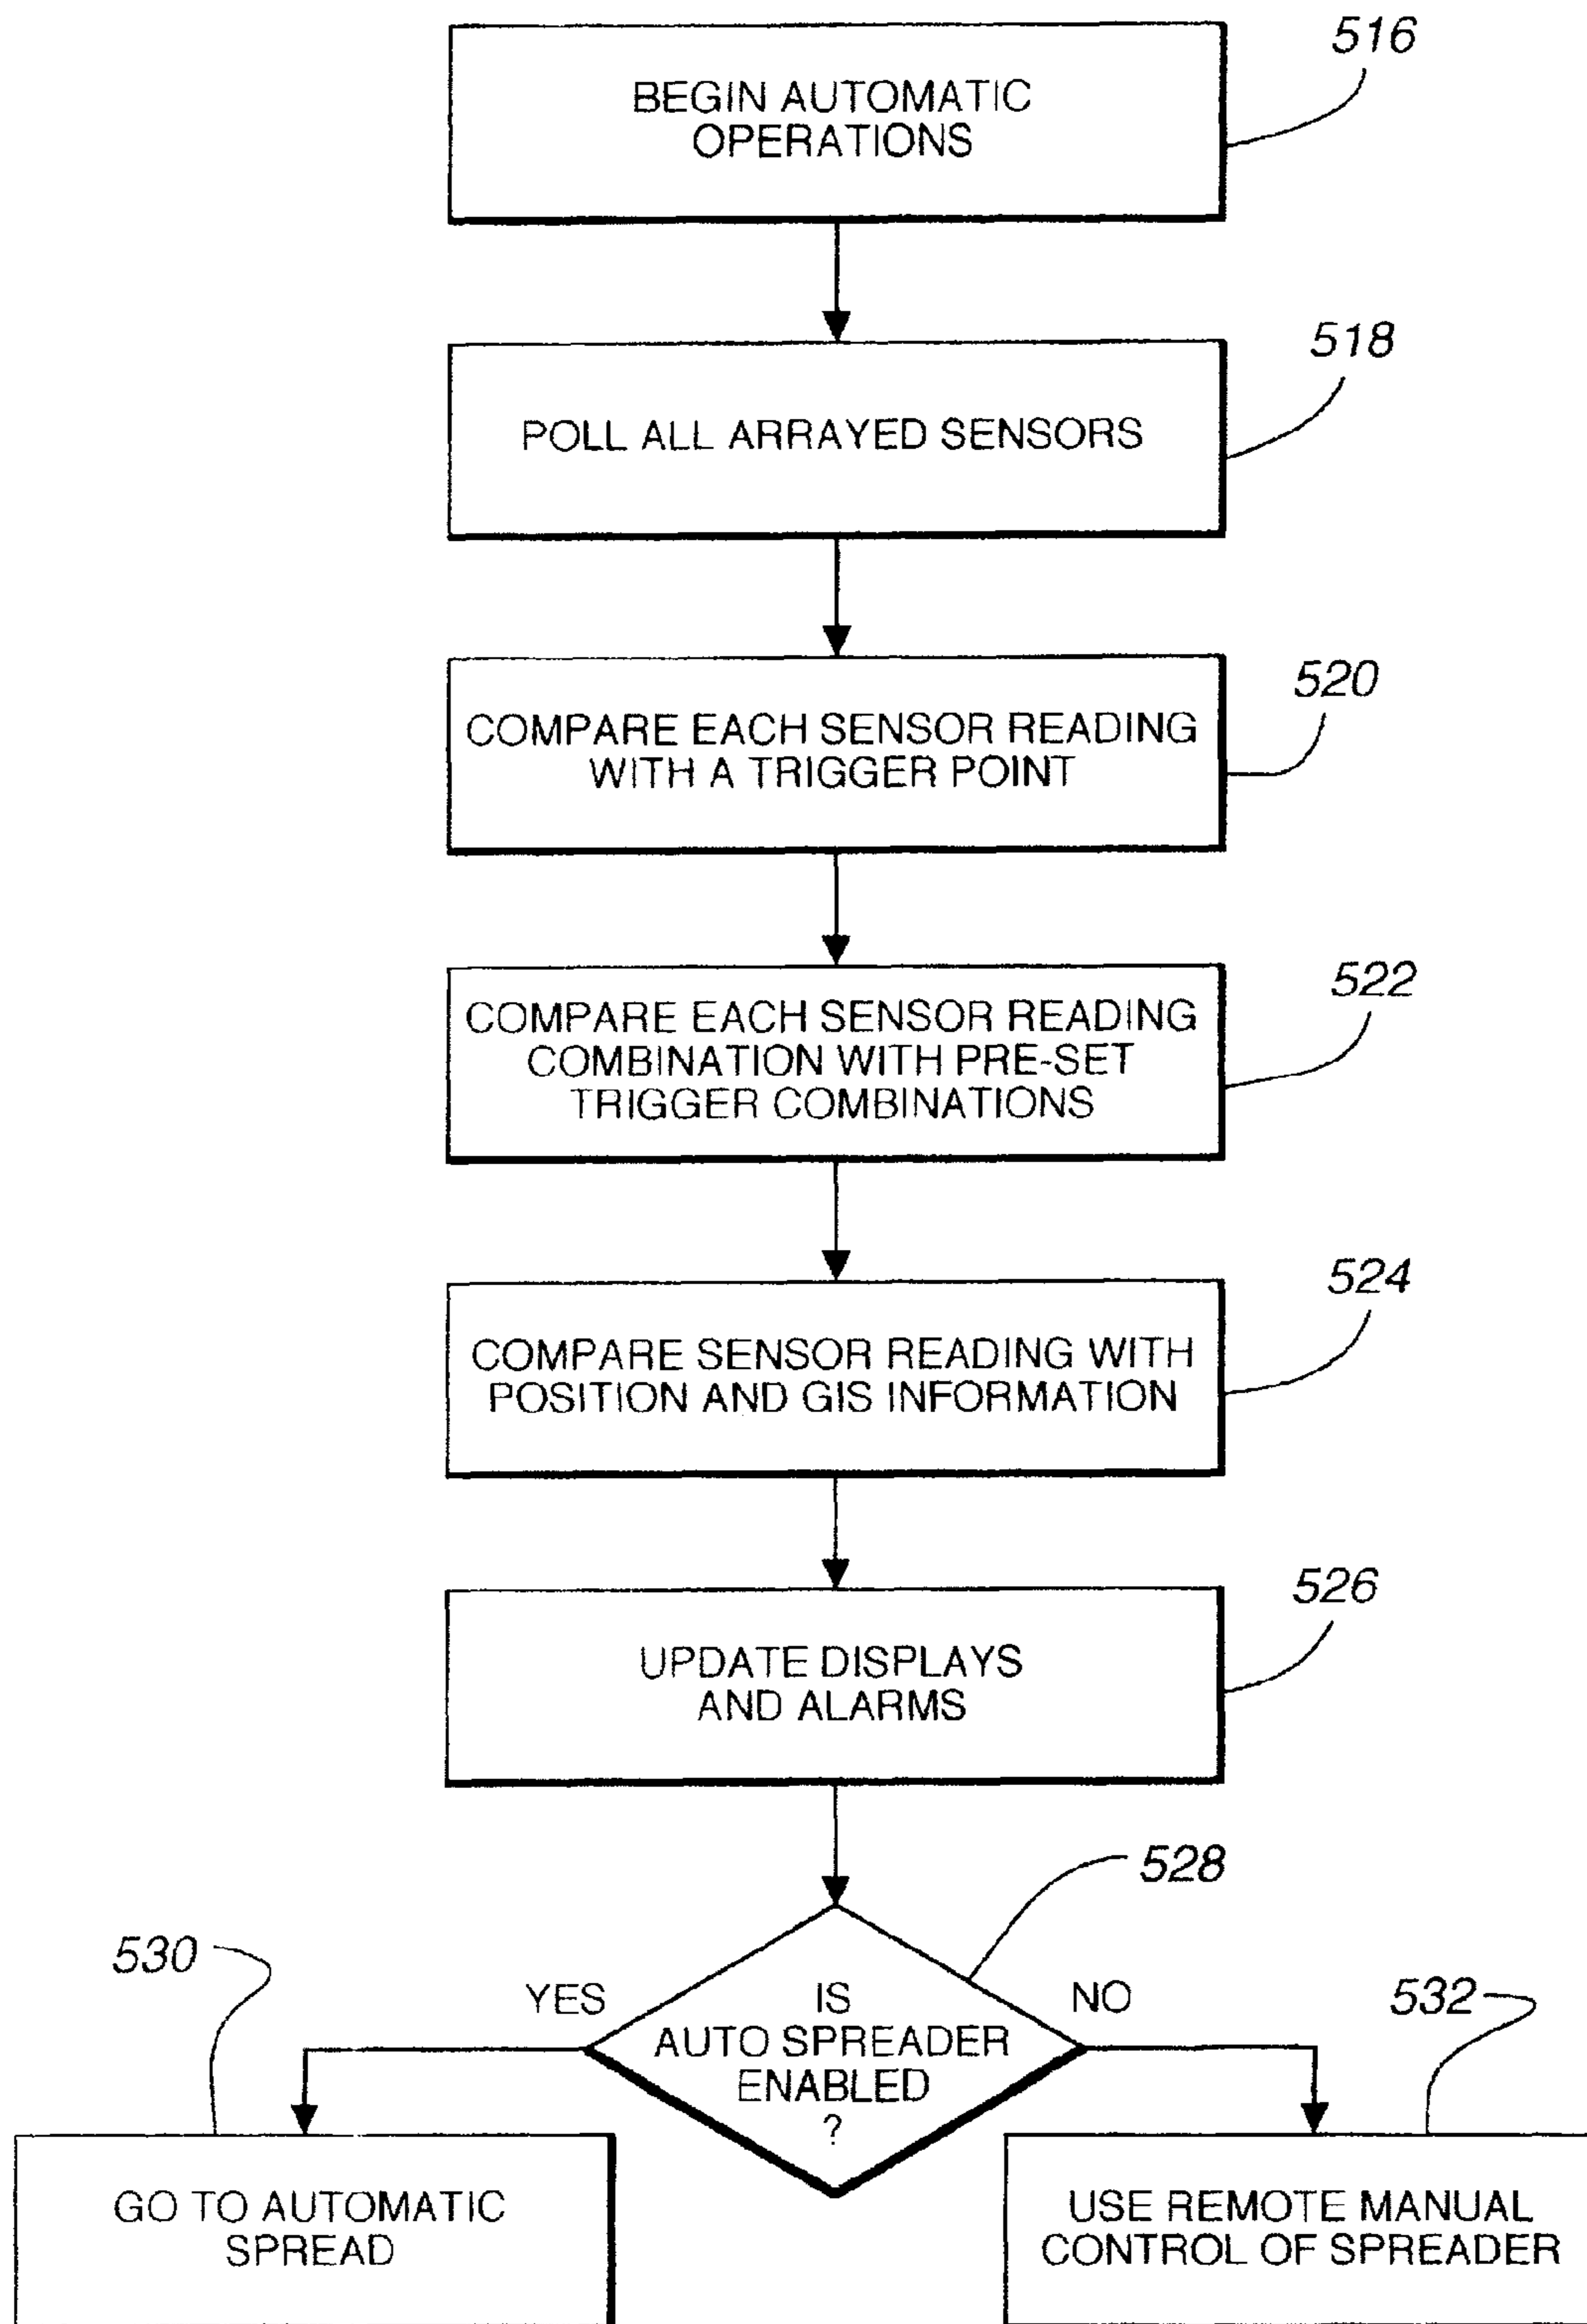 516
BEGIN AUTOMATIC
OPERATIONS
518
POLL ALL ARRAYED SENSORS
520
COMPARE EACH SENSOR READING
WITH A TRIGGER POINT
522
COMPARE EACH SENSOR READING
COMBINATION WITH PRE-SET
TRIGGER COMBINATIONS
524
COMPARE SENSOR READING WITH
POSITION AND GIS INFORMATION
526
UPDATE DISPLAYS
AND ALARMS
528
530
YES
IS
AUTO SPREADER
ENABLED
?
NO
532
GO TO AUTOMATIC
SPREAD
USE REMOTE MANUAL
CONTROL OF SPREADER